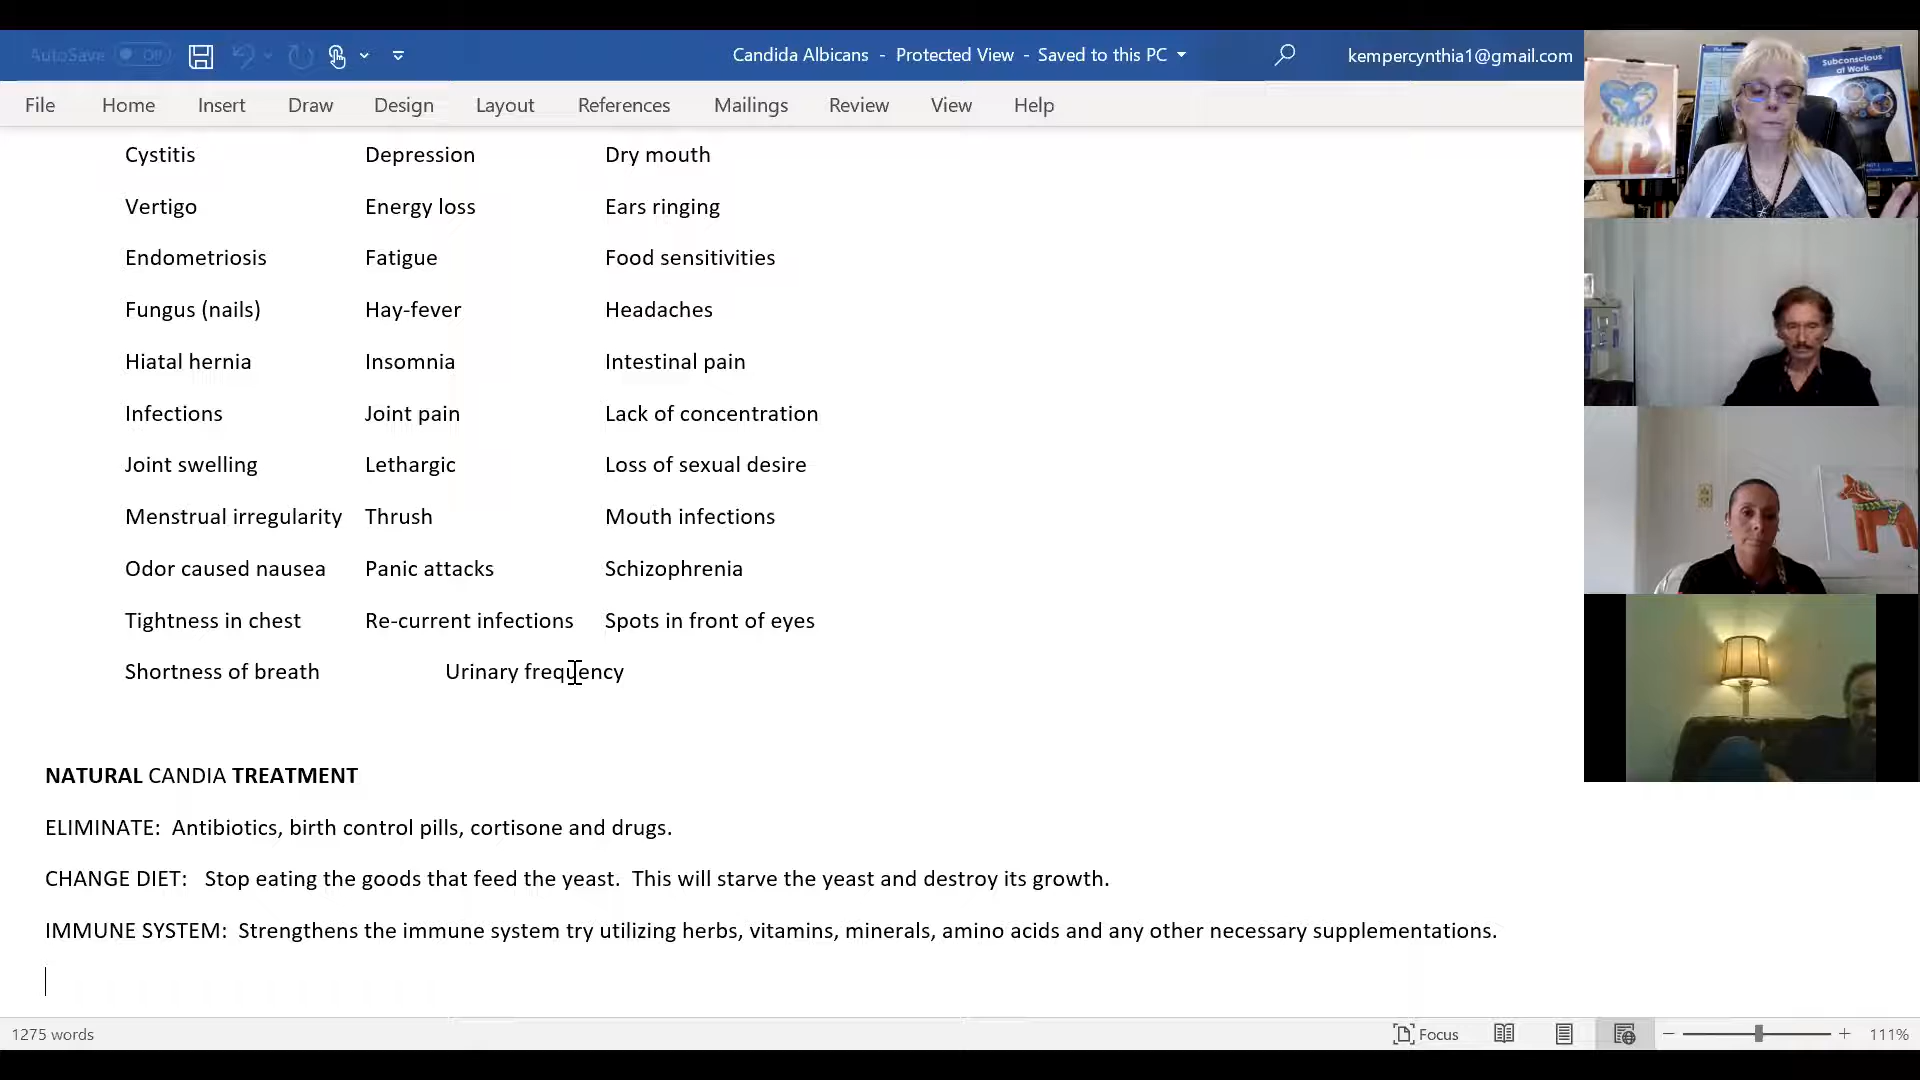 AutoSave Off Candida Albicans - Protected View - Saved to this PC kempercynthia1@gmail.com
File Home Insert Draw Design Layout References Mailings Review View Help
Subconscious
at Work
Cystitis Depression Dry mouth
Vertigo Energy loss Ears ringing
Endometriosis Fatigue Food sensitivities
Fungus (nails) Hay-fever Headaches
Hiatal hernia Insomnia Intestinal pain
Infections Joint pain Lack of concentration
Joint swelling Lethargic Loss of sexual desire
Menstrual irregularity Thrush Mouth infections
Odor caused nausea Panic attacks Schizophrenia
Tightness in chest Re-current infections Spots in front of eyes
Shortness of breath Urinary frequency
NATURAL CANDIA TREATMENT
ELIMINATE: Antibiotics, birth control pills, cortisone and drugs.
CHANGE DIET: Stop eating the goods that feed the yeast. This will starve the yeast and destroy its growth.
IMMUNE SYSTEM: Strengthens the immune system try utilizing herbs, vitamins, minerals, amino acids and any other necessary supplementations.
1275 words Focus 111%